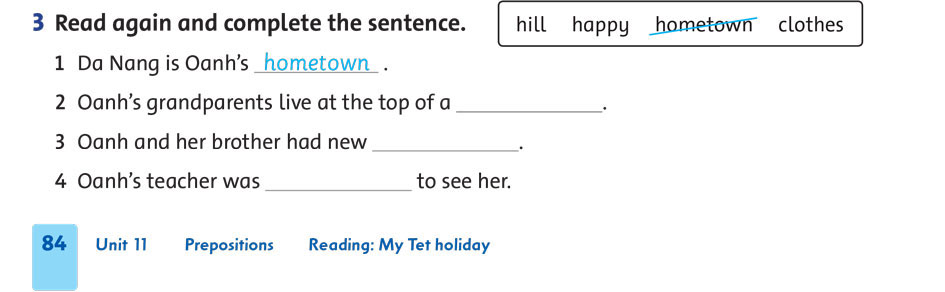 3 Read again and complete the sentence.
hill happy hometown clothes
1 Da Nang is Oanh's hometown .
2 Oanh's grandparents live at the top of a ______________.
3 Oanh and her brother had new ______________.
4 Oanh's teacher was ______________ to see her.
84 Unit 11 Prepositions Reading: My Tet holiday